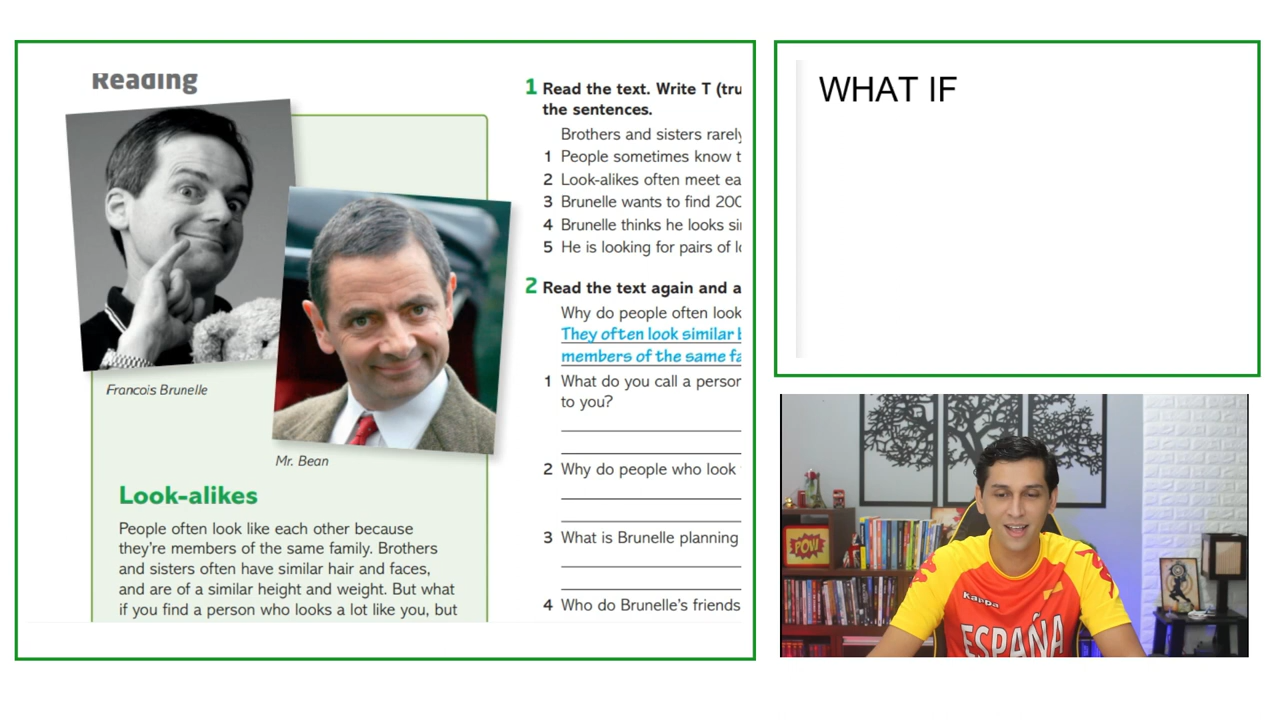 Reading
Francois Brunelle
Mr. Bean
Look-alikes
People often look like each other because
they're members of the same family. Brothers
and sisters often have similar hair and faces,
and are of a similar height and weight. But what
if you find a person who looks a lot like you, but
1 Read the text. Write T (tru
the sentences.
Brothers and sisters rarely
1 People sometimes know t
2 Look-alikes often meet ea
3 Brunelle wants to find 200
4 Brunelle thinks he looks si
5 He is looking for pairs of lo
2 Read the text again and a
Why do people often look
They often look similar b
members of the same fa
1 What do you call a person
to you?
2 Why do people who look
3 What is Brunelle planning
4 Who do Brunelle's friends
WHAT IF
POW!
Kappa
ESPAÑA